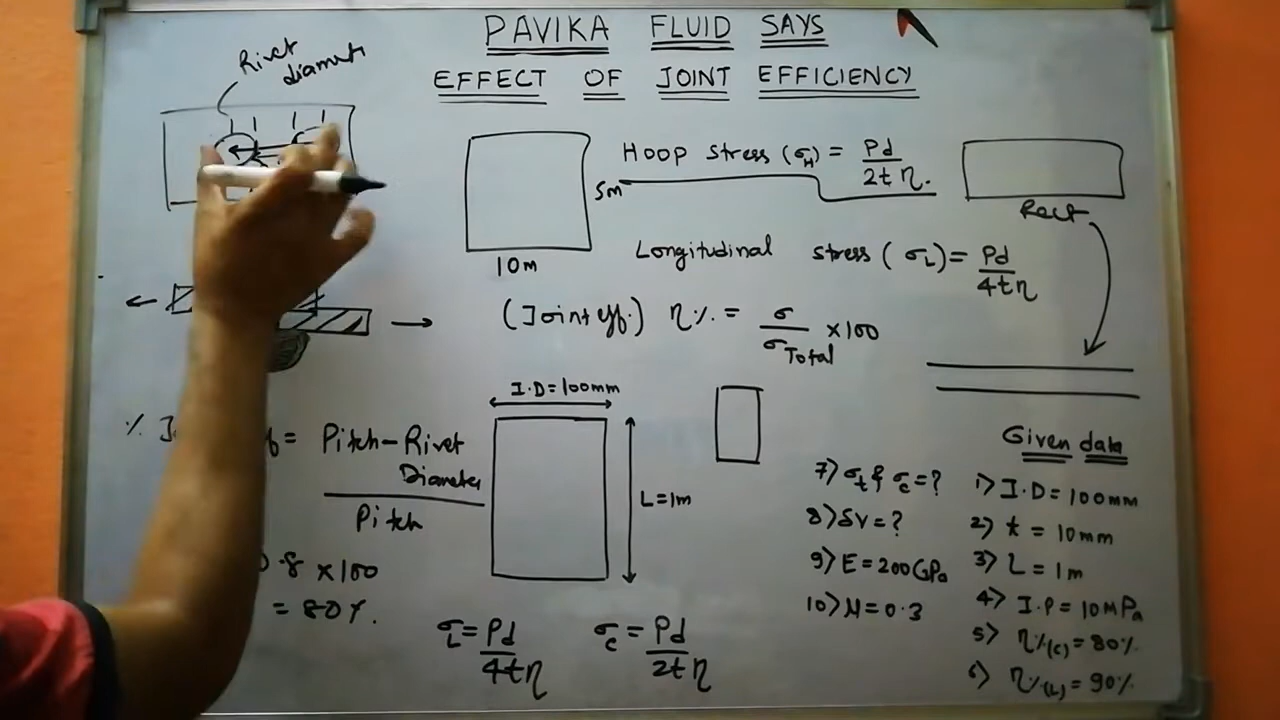 PAVIKA FLUID SAYS
EFFECT OF JOINT EFFICIENCY
Rivet
5m
10m
Hoop stress (σH) = Pd / 2tη.
Rect
Longitudinal stress (σL) = Pd / 4tη
(Joint eff.) η% = σ / σTotal × 100
I.D = 100mm
L = 1m
Pitch - Rivet
Diameter
Pitch
0.8 × 100
= 80%.
σL = Pd / 4tη
σc = Pd / 2tη
7) σt & σc = ?
8) δV = ?
9) E = 200GPa
10) μ = 0.3
Given data
1) I.D = 100mm
2) t = 10mm
3) L = 1m
4) I.P = 10MPa
5) η%(c) = 80%
6) η%(L) = 90%